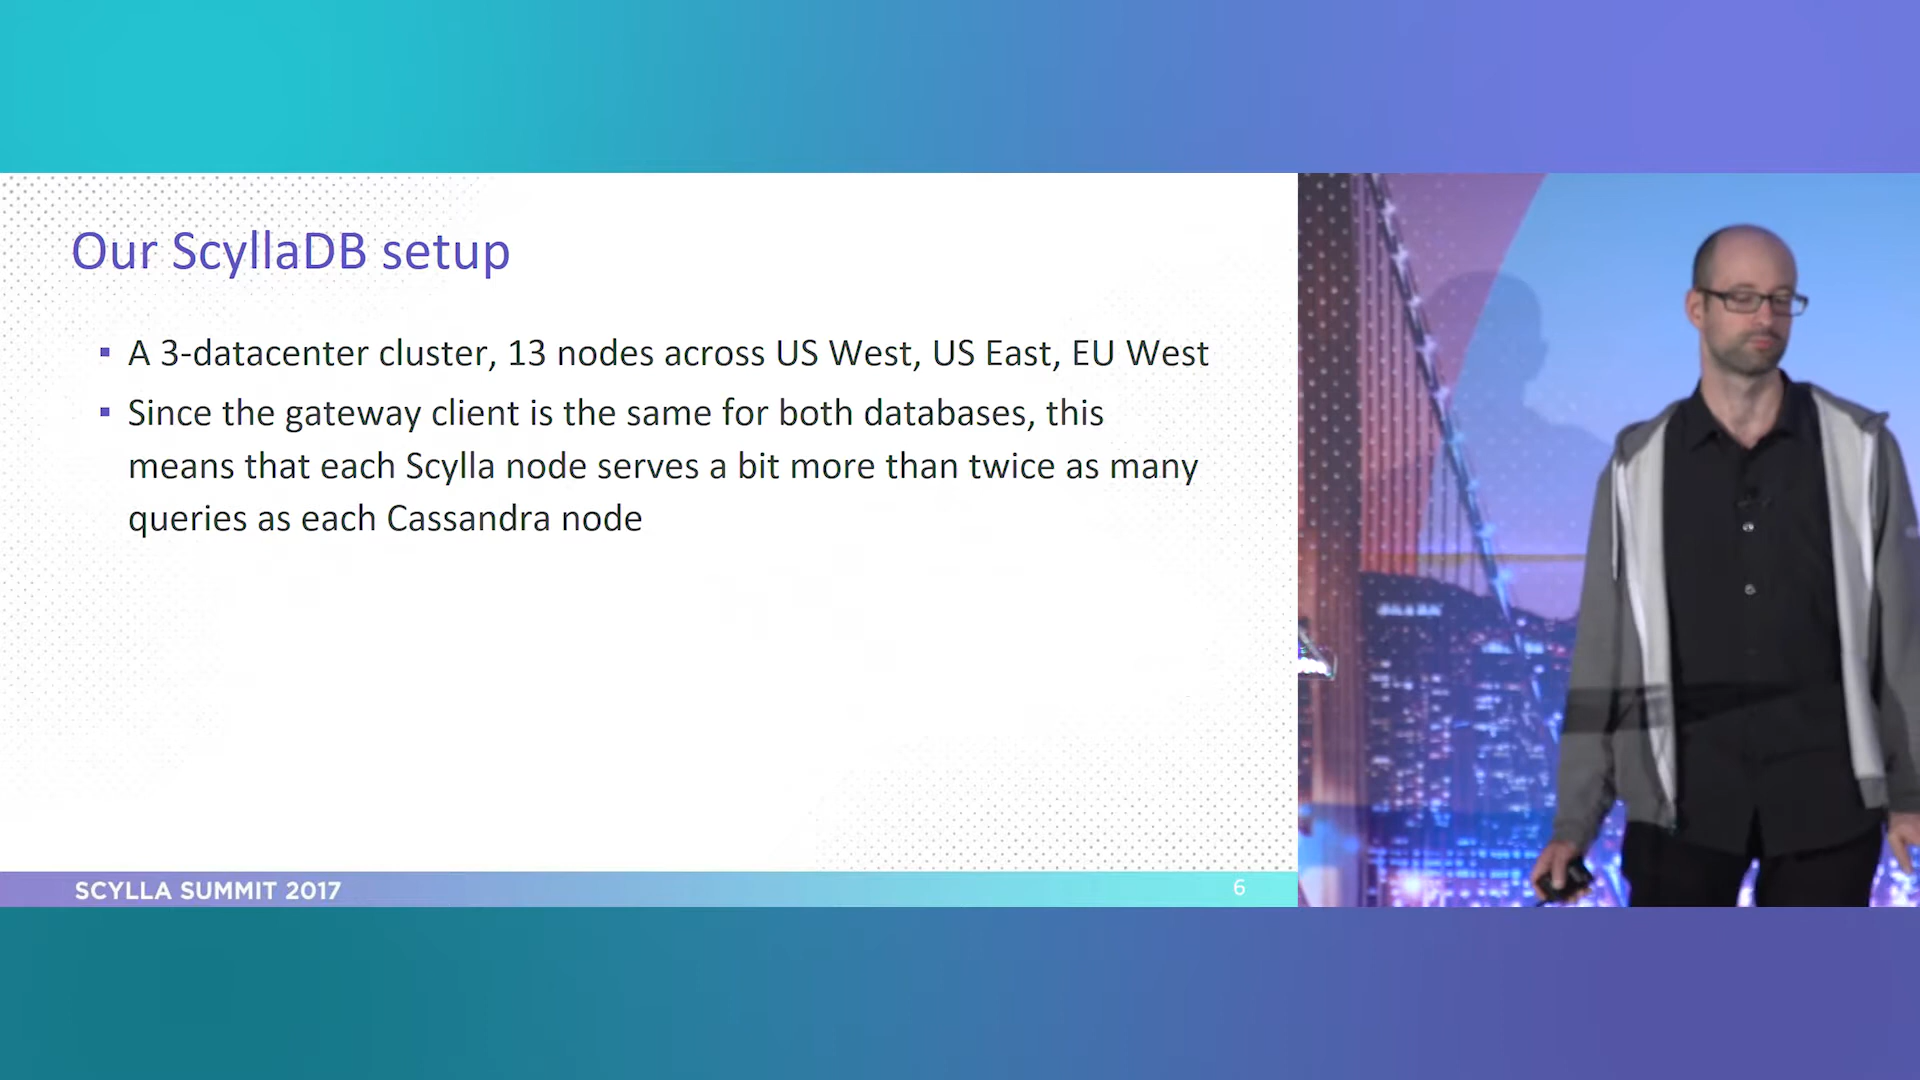 Our ScyllaDB setup
▪ A 3-datacenter cluster, 13 nodes across US West, US East, EU West
▪ Since the gateway client is the same for both databases, this
means that each Scylla node serves a bit more than twice as many
queries as each Cassandra node
SCYLLA SUMMIT 2017
6